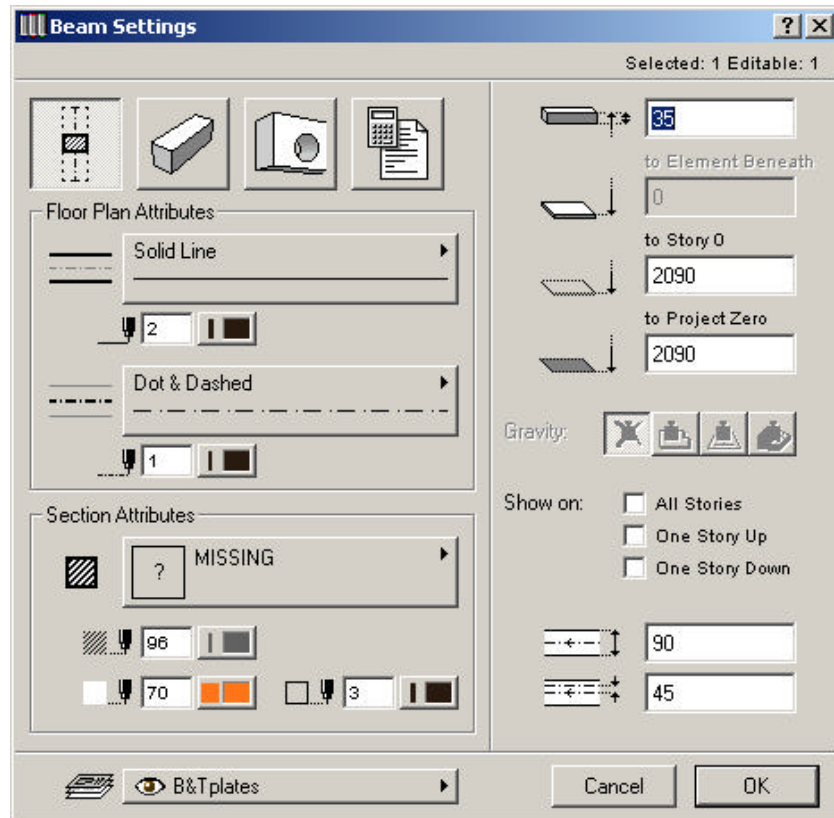 Beam Settings
Selected: 1 Editable: 1
Floor Plan Attributes
Solid Line
2
Dot & Dashed
1
Section Attributes
? MISSING
96
70
3
B&Tplates
35
to Element Beneath
0
to Story 0
2090
to Project Zero
2090
Gravity:
Show on:
All Stories
One Story Up
One Story Down
90
45
Cancel
OK